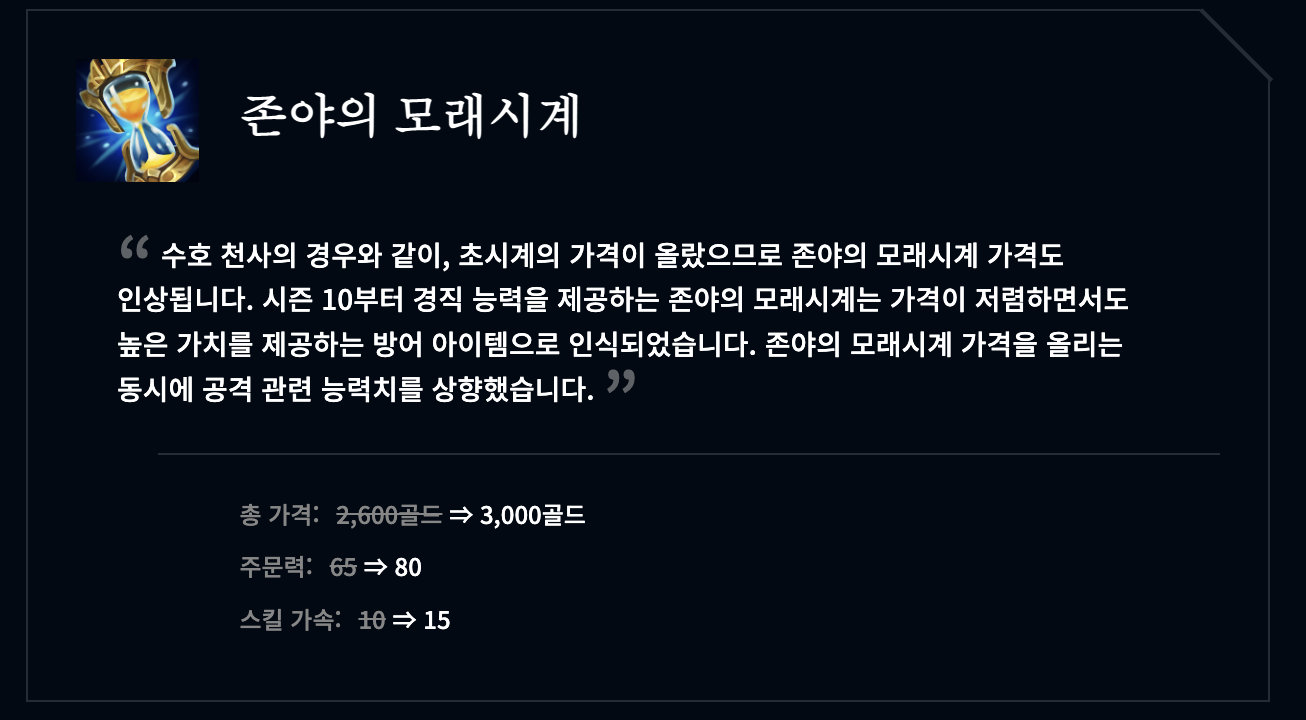 존야의 모래시계
“ 수호 천사의 경우와 같이, 초시계의 가격이 올랐으므로 존야의 모래시계 가격도
인상됩니다. 시즌 10부터 경직 능력을 제공하는 존야의 모래시계는 가격이 저렴하면서도
높은 가치를 제공하는 방어 아이템으로 인식되었습니다. 존야의 모래시계 가격을 올리는
동시에 공격 관련 능력치를 상향했습니다. ”
총 가격: 2,600골드 ⇒ 3,000골드
주문력: 65 ⇒ 80
스킬 가속: 10 ⇒ 15